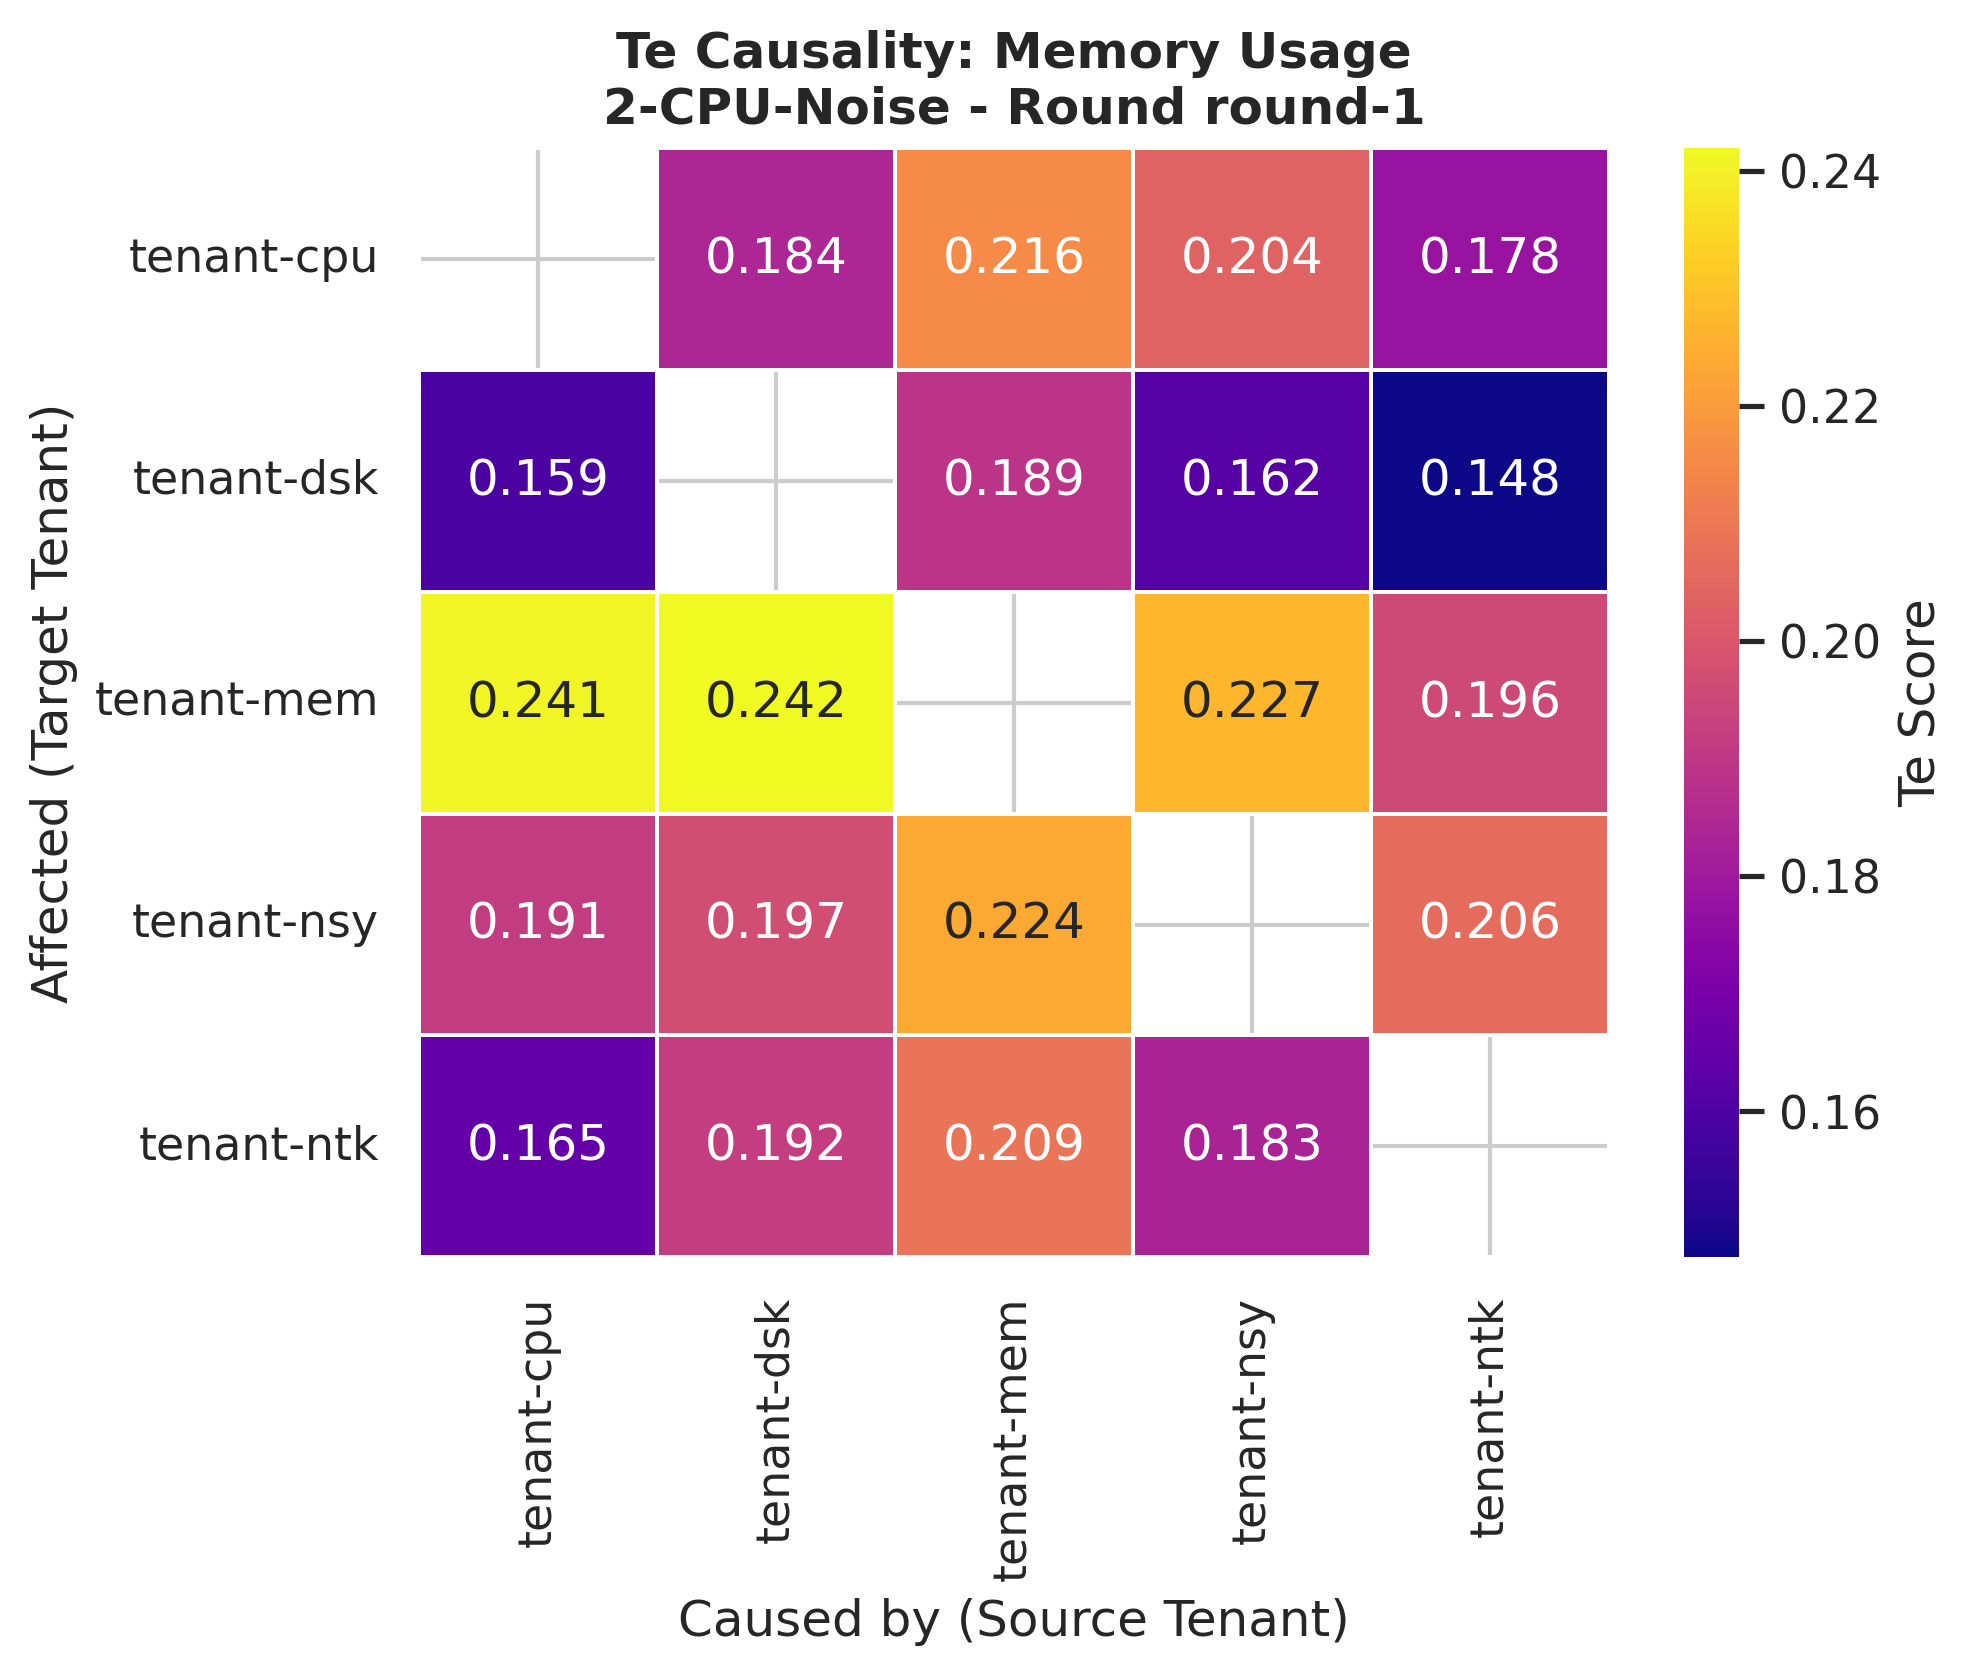 Te Causality: Memory Usage
2-CPU-Noise - Round round-1
Affected (Target Tenant)
tenant-cpu 0.184 0.216 0.204 0.178
tenant-dsk 0.159 0.189 0.162 0.148
tenant-mem 0.241 0.242 0.227 0.196
tenant-nsy 0.191 0.197 0.224 0.206
tenant-ntk 0.165 0.192 0.209 0.183
tenant-cpu tenant-dsk tenant-mem tenant-nsy tenant-ntk
Caused by (Source Tenant)
0.24
0.22
0.20
0.18
0.16
Te Score